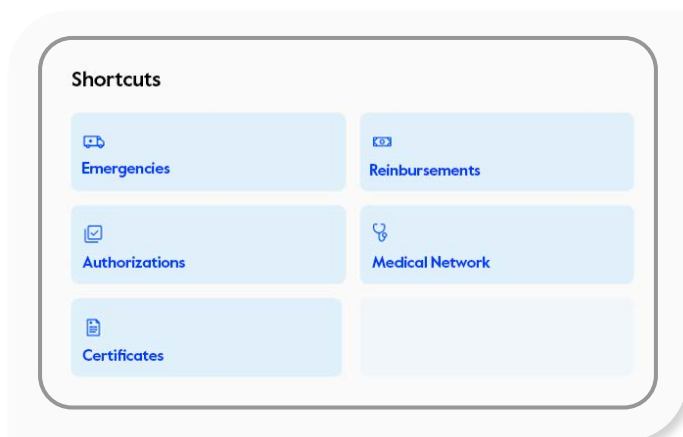 Shortcuts
Emergencies
Reinbursements
Authorizations
Medical Network
Certificates